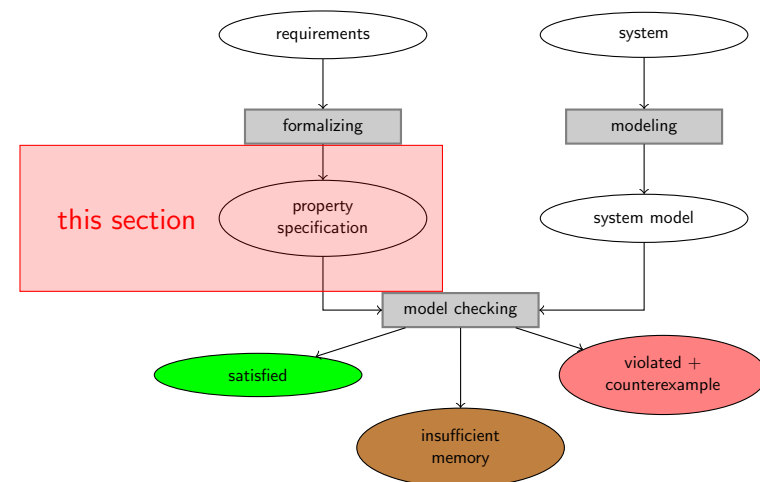 requirements
system
formalizing
modeling
this section
property
specification
system model
model checking
satisfied
violated +
counterexample
insufficient
memory